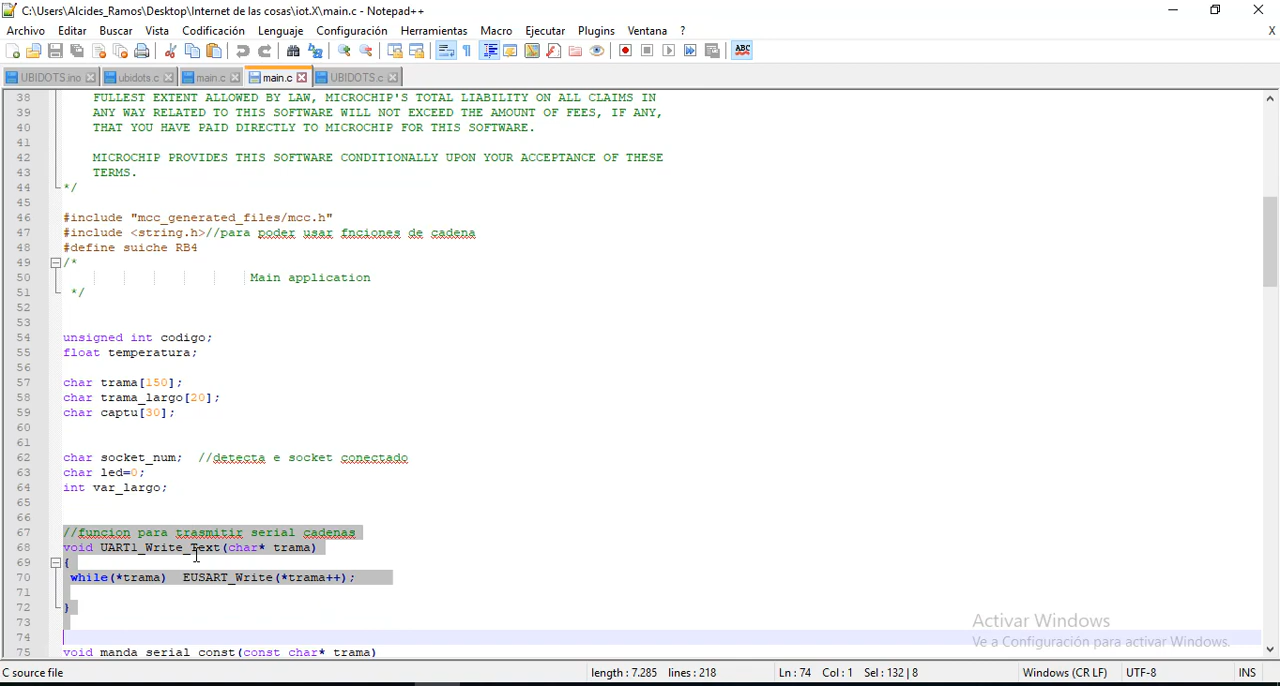 C:\Users\Alcides_Ramos\Desktop\Internet de las cosas\iot.X\main.c - Notepad++
Archivo Editar Buscar Vista Codificación Lenguaje Configuración Herramientas Macro Ejecutar Plugins Ventana ? X
ABC
UBIDOTS.ino ubidots.c main.c main.c UBIDOTS.c
38 FULLEST EXTENT ALLOWED BY LAW, MICROCHIP'S TOTAL LIABILITY ON ALL CLAIMS IN
39 ANY WAY RELATED TO THIS SOFTWARE WILL NOT EXCEED THE AMOUNT OF FEES, IF ANY,
40 THAT YOU HAVE PAID DIRECTLY TO MICROCHIP FOR THIS SOFTWARE.
41
42 MICROCHIP PROVIDES THIS SOFTWARE CONDITIONALLY UPON YOUR ACCEPTANCE OF THESE
43 TERMS.
44 */
45
46 #include "mcc_generated_files/mcc.h"
47 #include <string.h>//para poder usar fnciones de cadena
48 #define suiche RB4
49 /*
50 Main application
51 */
52
53
54 unsigned int codigo;
55 float temperatura;
56
57 char trama[150];
58 char trama_largo[20];
59 char captu[30];
60
61
62 char socket_num; //detecta e socket conectado
63 char led=0;
64 int var_largo;
65
66
67 //funcion para trasmitir serial cadenas
68 void UART1_Write_Text(char* trama)
69 {
70 while(*trama) EUSART_Write(*trama++);
71
72 }
73
74
75 void manda serial const(const char* trama)
Activar Windows
Ve a Configuración para activar Windows.
C source file length : 7.285 lines : 218 Ln : 74 Col : 1 Sel : 132 | 8 Windows (CR LF) UTF-8 INS